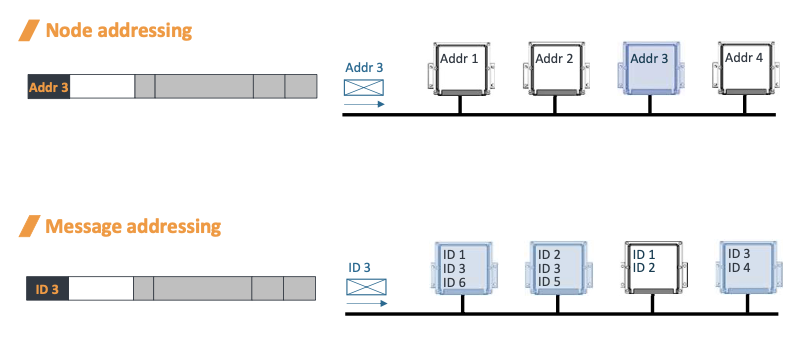 Node addressing
Addr 3
Addr 3
Addr 1
Addr 2
Addr 3
Addr 4
Message addressing
ID 3
ID 3
ID 1
ID 3
ID 6
ID 2
ID 3
ID 5
ID 1
ID 2
ID 3
ID 4